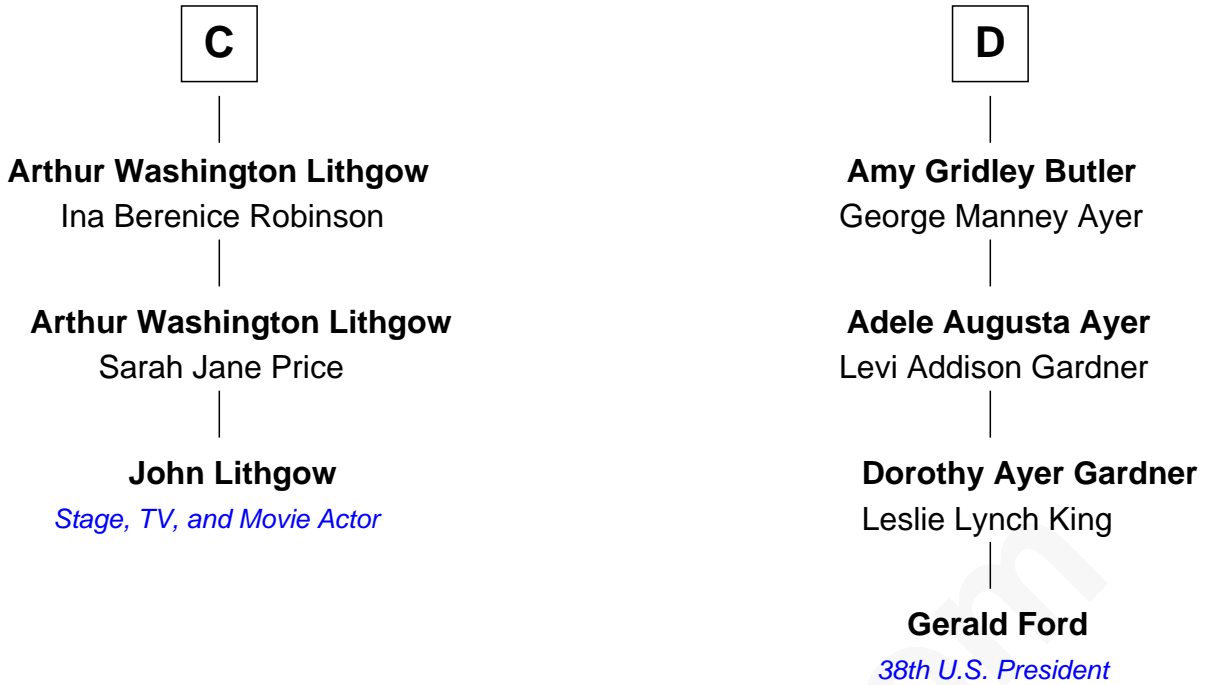 C
Arthur Washington Lithgow
Ina Berenice Robinson
Arthur Washington Lithgow
Sarah Jane Price
John Lithgow
Stage, TV, and Movie Actor
D
Amy Gridley Butler
George Manney Ayer
Adele Augusta Ayer
Levi Addison Gardner
Dorothy Ayer Gardner
Leslie Lynch King
Gerald Ford
38th U.S. President